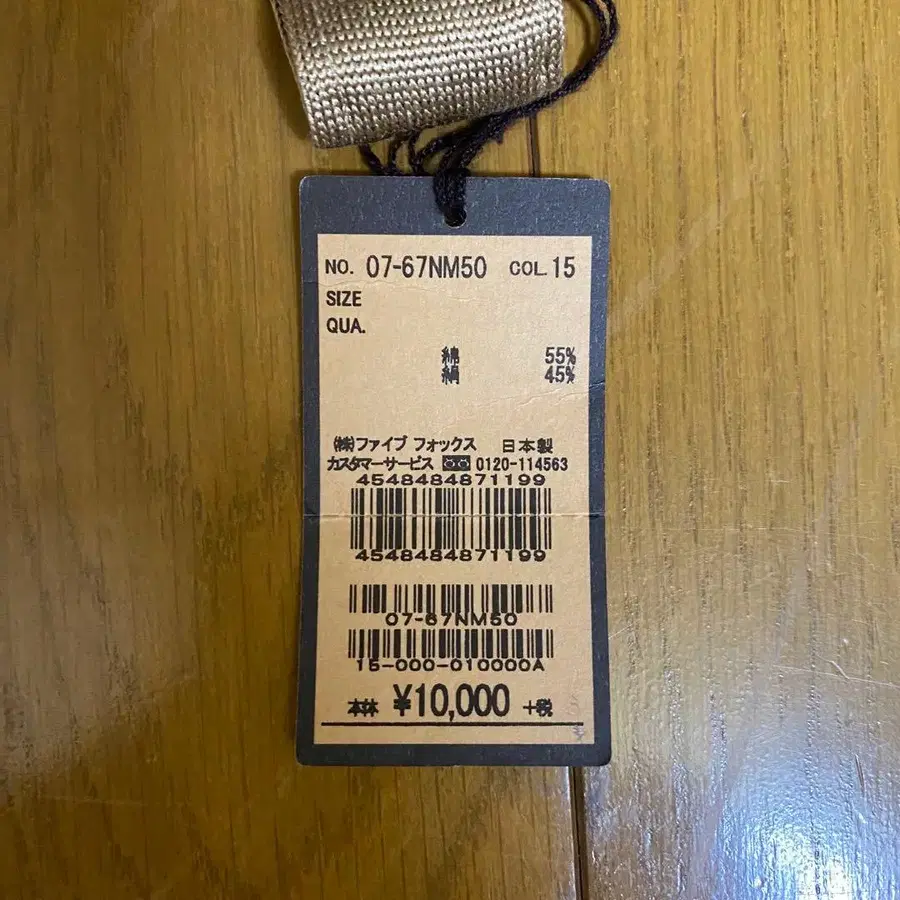 NO. 07-67NM50 COL. 15
SIZE
QUA.
綿 55%
絹 45%
(株)ファイブ フォックス 日本製
カスタマーサービス 0120-114563
4548484871199
4548484871199
07-67NM50
15-000-010000A
本体 ¥10,000 +税